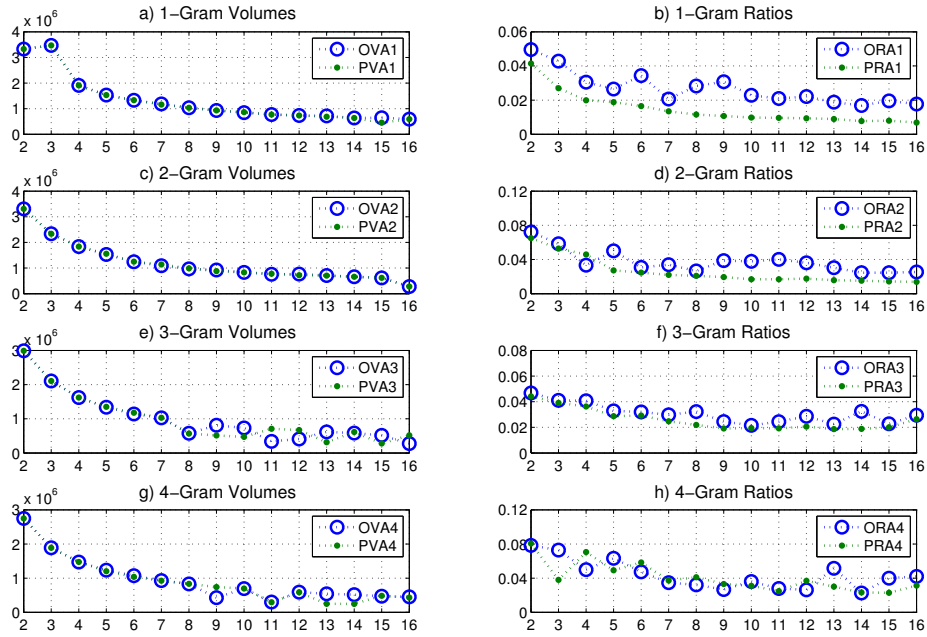 a) 1−Gram Volumes
x 10^6
4
3
2
1
0
2 3 4 5 6 7 8 9 10 11 12 13 14 15 16
OVA1
PVA1
b) 1−Gram Ratios
0.06
0.04
0.02
0
2 3 4 5 6 7 8 9 10 11 12 13 14 15 16
ORA1
PRA1
c) 2−Gram Volumes
x 10^6
4
3
2
1
0
2 3 4 5 6 7 8 9 10 11 12 13 14 15 16
OVA2
PVA2
d) 2−Gram Ratios
0.12
0.08
0.04
0
2 3 4 5 6 7 8 9 10 11 12 13 14 15 16
ORA2
PRA2
e) 3−Gram Volumes
x 10^6
3
2
1
0
2 3 4 5 6 7 8 9 10 11 12 13 14 15 16
OVA3
PVA3
f) 3−Gram Ratios
0.08
0.06
0.04
0.02
0
2 3 4 5 6 7 8 9 10 11 12 13 14 15 16
ORA3
PRA3
g) 4−Gram Volumes
x 10^6
3
2
1
0
2 3 4 5 6 7 8 9 10 11 12 13 14 15 16
OVA4
PVA4
h) 4−Gram Ratios
0.12
0.08
0.04
0
2 3 4 5 6 7 8 9 10 11 12 13 14 15 16
ORA4
PRA4